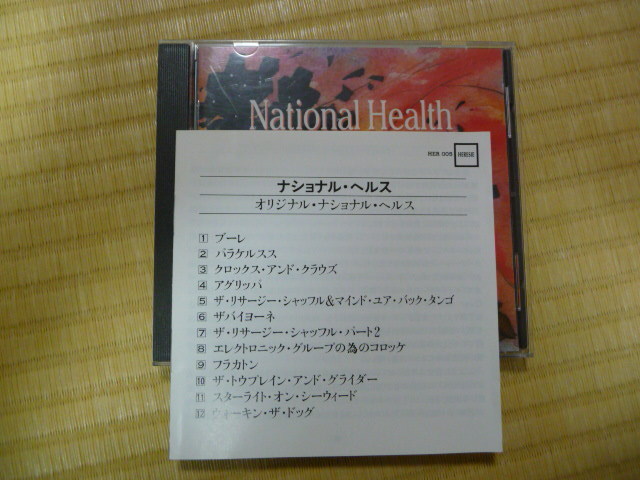 National Health
HER 008 HEREHE
ナショナル・ヘルス
オリジナル・ナショナル・ヘルス
1 ブーレ
2 パラケルスス
3 クロックス・アンド・クラウズ
4 アグリッパ
5 ザ・リサージー・シャッフル&マインド・ユア・バック・タンゴ
6 ザバイヨーネ
7 ザ・リサージー・シャッフル・パート2
8 エレクトロニック・グループの為のコロッケ
9 フラカトン
10 ザ・トウプレイン・アンド・グライダー
11 スターライト・オン・シーウィード
12 ウォーキン・ザ・ドッグ